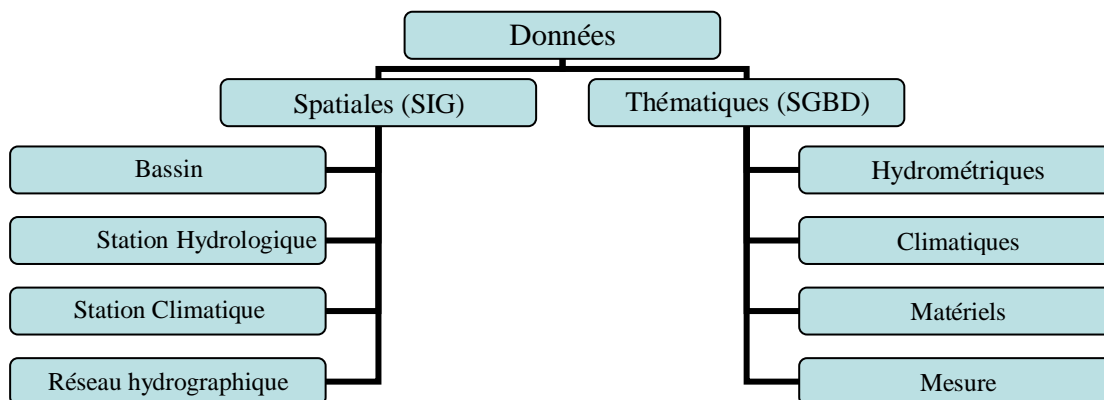 Données
Spatiales (SIG)
Thématiques (SGBD)
Bassin
Hydrométriques
Station Hydrologique
Climatiques
Station Climatique
Matériels
Réseau hydrographique
Mesure